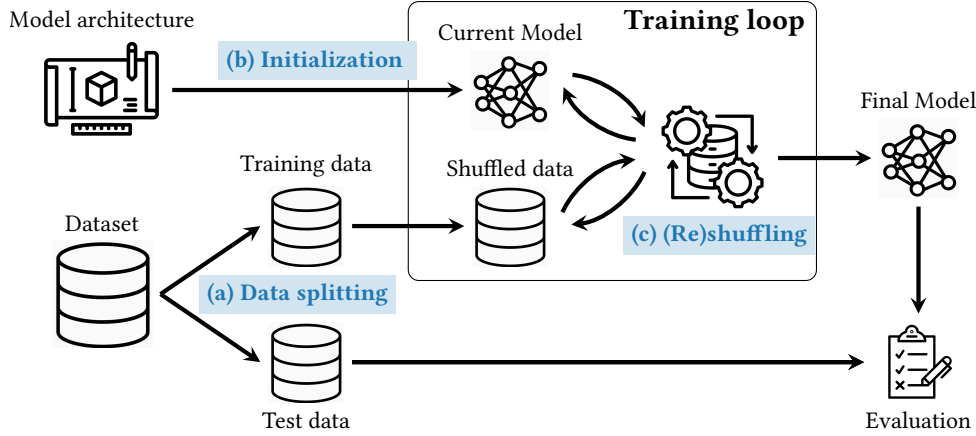 Model architecture
Training loop
Current Model
(b) Initialization
Final Model
Training data
Shuffled data
Dataset
(c) (Re)shuffling
(a) Data splitting
Test data
Evaluation